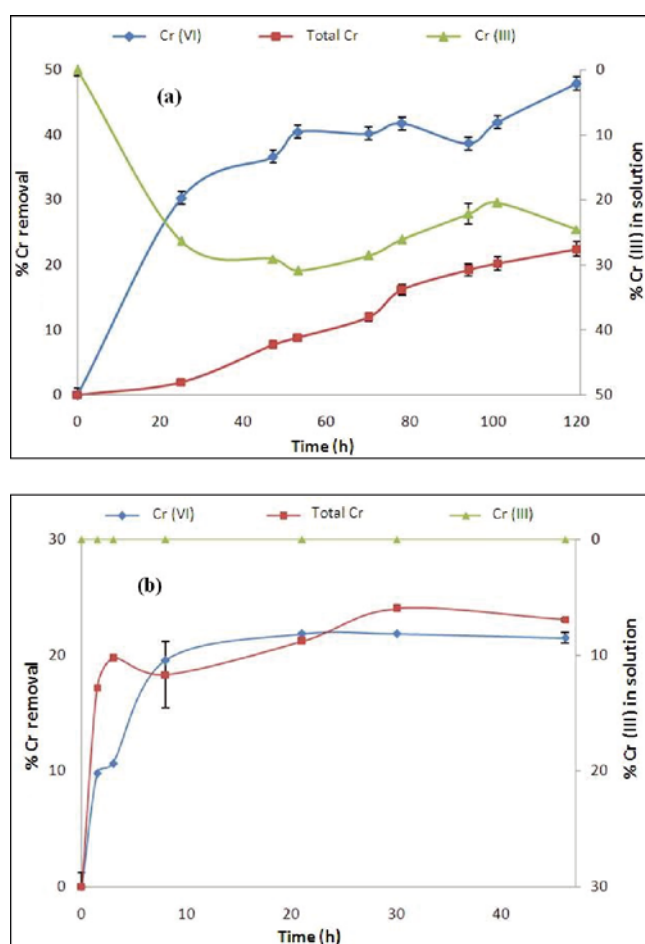 Cr (VI) Total Cr Cr (III)
(a)
50
40
30
20
10
0
% Cr removal
0
10
20
30
40
50
% Cr (III) in solution
0 20 40 60 80 100 120
Time (h)
Cr (VI) Total Cr Cr (III)
(b)
30
20
10
0
% Cr removal
0
10
20
30
% Cr (III) in solution
0 10 20 30 40
Time (h)